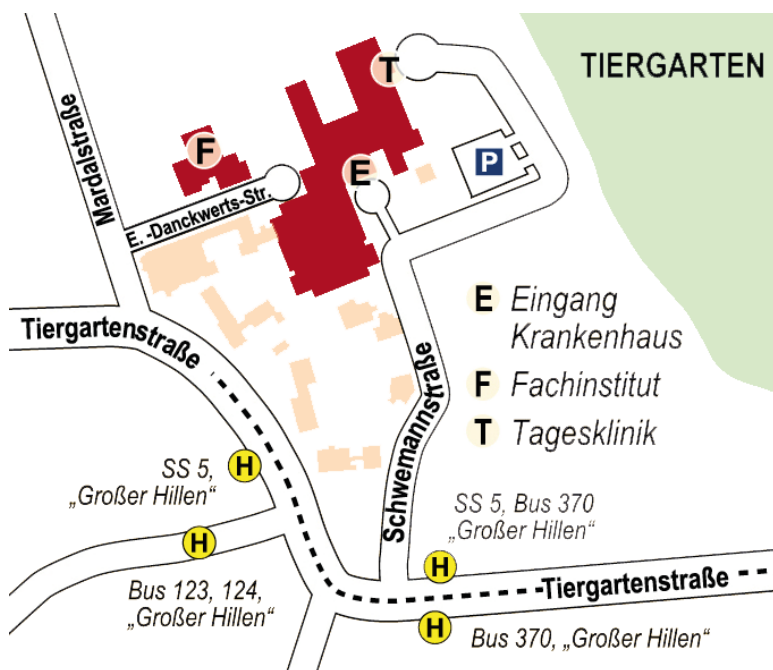 TIERGARTEN
T
F
E
P
Mardalstraße
E. -Danckwerts-Str.
Tiergartenstraße
E Eingang
Krankenhaus
F Fachinstitut
T Tagesklinik
Schwemannstraße
H
SS 5,
„Großer Hillen“
H
Bus 123, 124,
„Großer Hillen“
SS 5, Bus 370
„Großer Hillen“
H
Tiergartenstraße
H
Bus 370, „Großer Hillen“